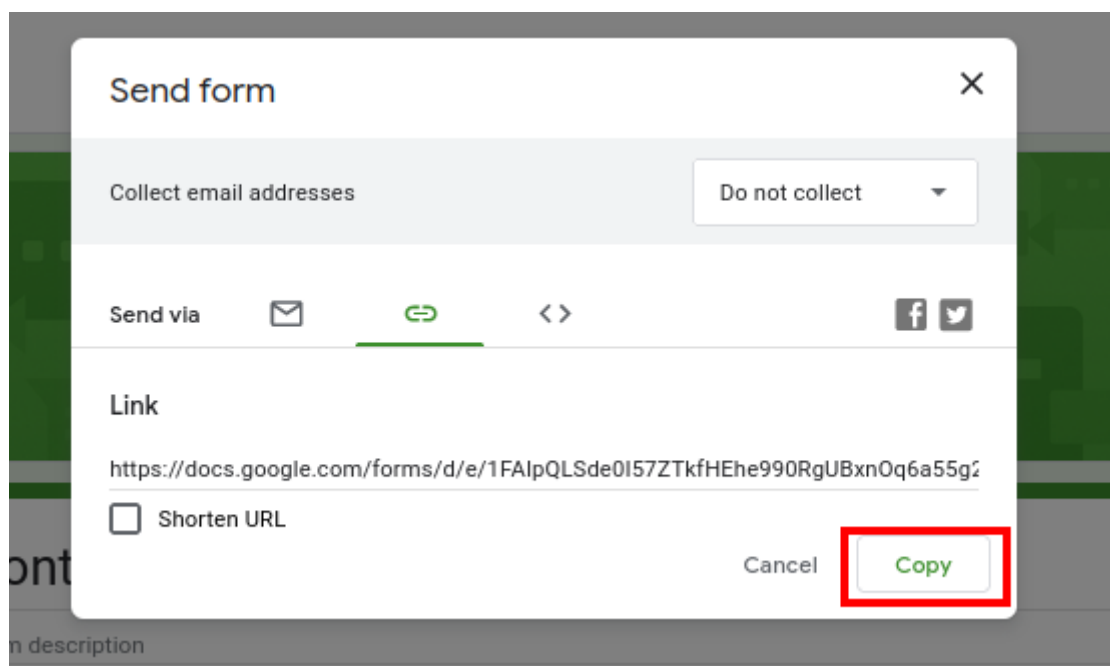 Send form
Collect email addresses
Do not collect
Send via
Link
https://docs.google.com/forms/d/e/1FAIpQLSde0I57ZTkfHEhe990RgUBxnOq6a55g2
Shorten URL
Cancel
Copy
description